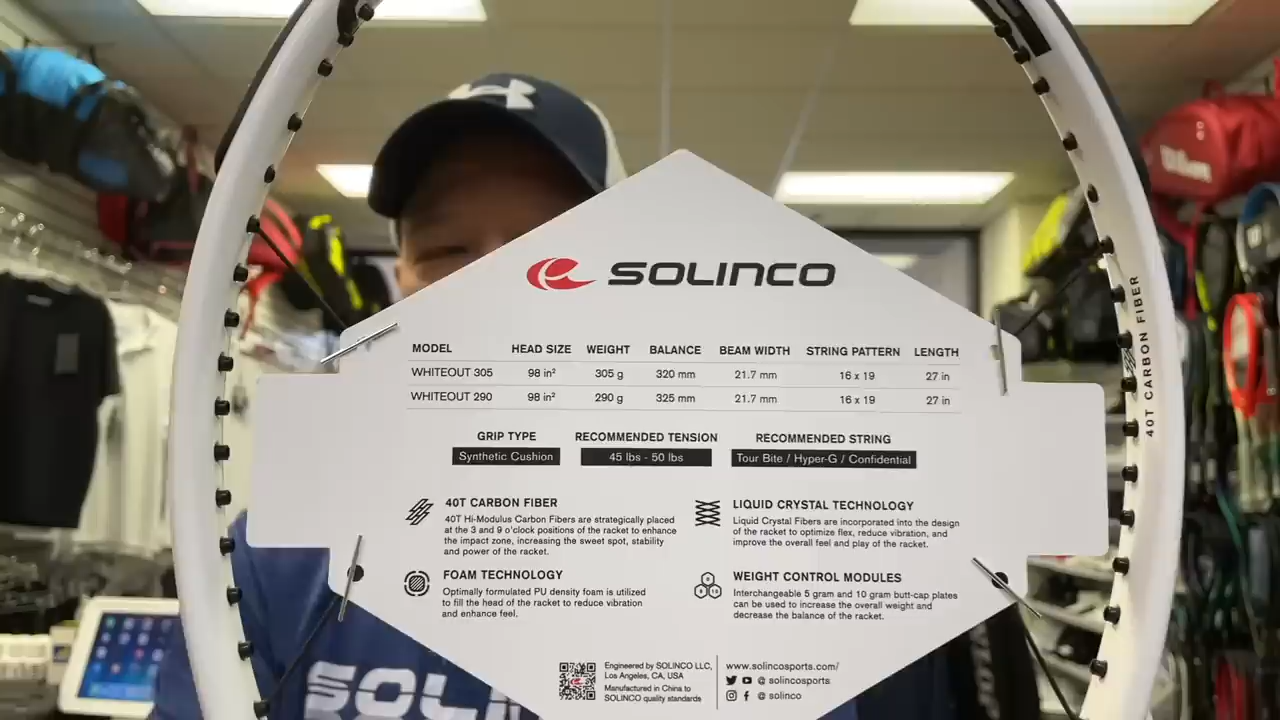 SOLINCO
MODEL HEAD SIZE WEIGHT BALANCE BEAM WIDTH STRING PATTERN LENGTH
WHITEOUT 305 98 in² 305 g 320 mm 21.7 mm 16 x 19 27 in
WHITEOUT 290 98 in² 290 g 325 mm 21.7 mm 16 x 19 27 in
GRIP TYPE RECOMMENDED TENSION RECOMMENDED STRING
Synthetic Cushion 45 lbs - 50 lbs Tour Bite / Hyper-G / Confidential
40T CARBON FIBER
40T Hi-Modulus Carbon Fibers are strategically placed
at the 3 and 9 o'clock positions of the racket to enhance
the impact zone, increasing the sweet spot, stability
and power of the racket.
LIQUID CRYSTAL TECHNOLOGY
Liquid Crystal Fibers are incorporated into the design
of the racket to optimize flex, reduce vibration, and
improve the overall feel and play of the racket.
FOAM TECHNOLOGY
Optimally formulated PU density foam is utilized
to fill the head of the racket to reduce vibration
and enhance feel.
WEIGHT CONTROL MODULES
Interchangeable 5 gram and 10 gram butt-cap plates
can be used to increase the overall weight and
decrease the balance of the racket.
Engineered by SOLINCO LLC,
Los Angeles, CA, USA
Manufactured in China to
SOLINCO quality standards
www.solincosports.com/
@ solincosports
@ solinco
40T CARBON FIBER
Wilson
SOLIN